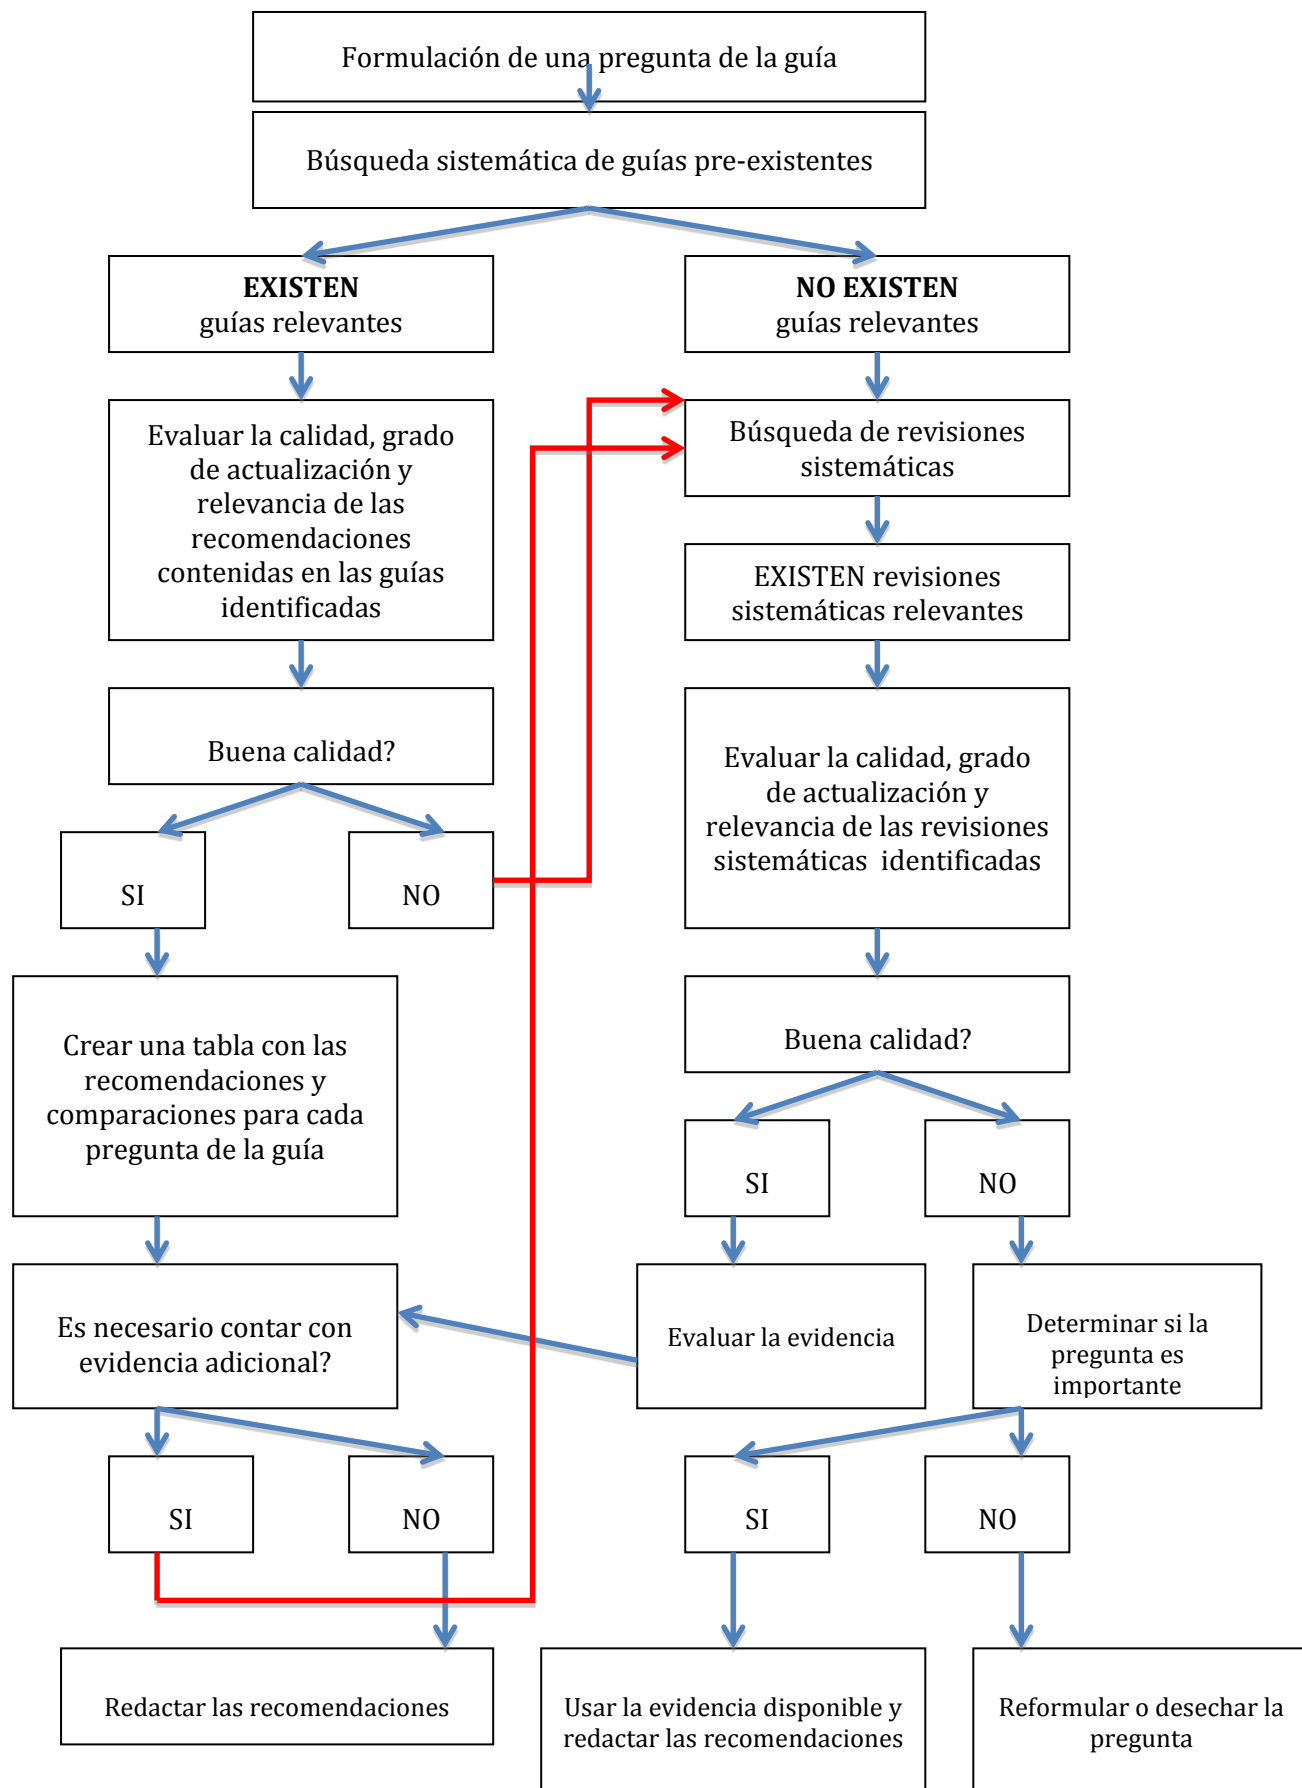 Formulación de una pregunta de la guía
Búsqueda sistemática de guías pre-existentes
EXISTEN
guías relevantes
NO EXISTEN
guías relevantes
Evaluar la calidad, grado
de actualización y
relevancia de las
recomendaciones
contenidas en las guías
identificadas
Búsqueda de revisiones
sistemáticas
EXISTEN revisiones
sistemáticas relevantes
Buena calidad?
Evaluar la calidad, grado
de actualización y
relevancia de las revisiones
sistemáticas identificadas
SI
NO
Crear una tabla con las
recomendaciones y
comparaciones para cada
pregunta de la guía
Buena calidad?
SI
NO
Es necesario contar con
evidencia adicional?
Evaluar la evidencia
Determinar si la
pregunta es
importante
SI
NO
SI
NO
Redactar las recomendaciones
Usar la evidencia disponible y
redactar las recomendaciones
Reformular o desechar la
pregunta